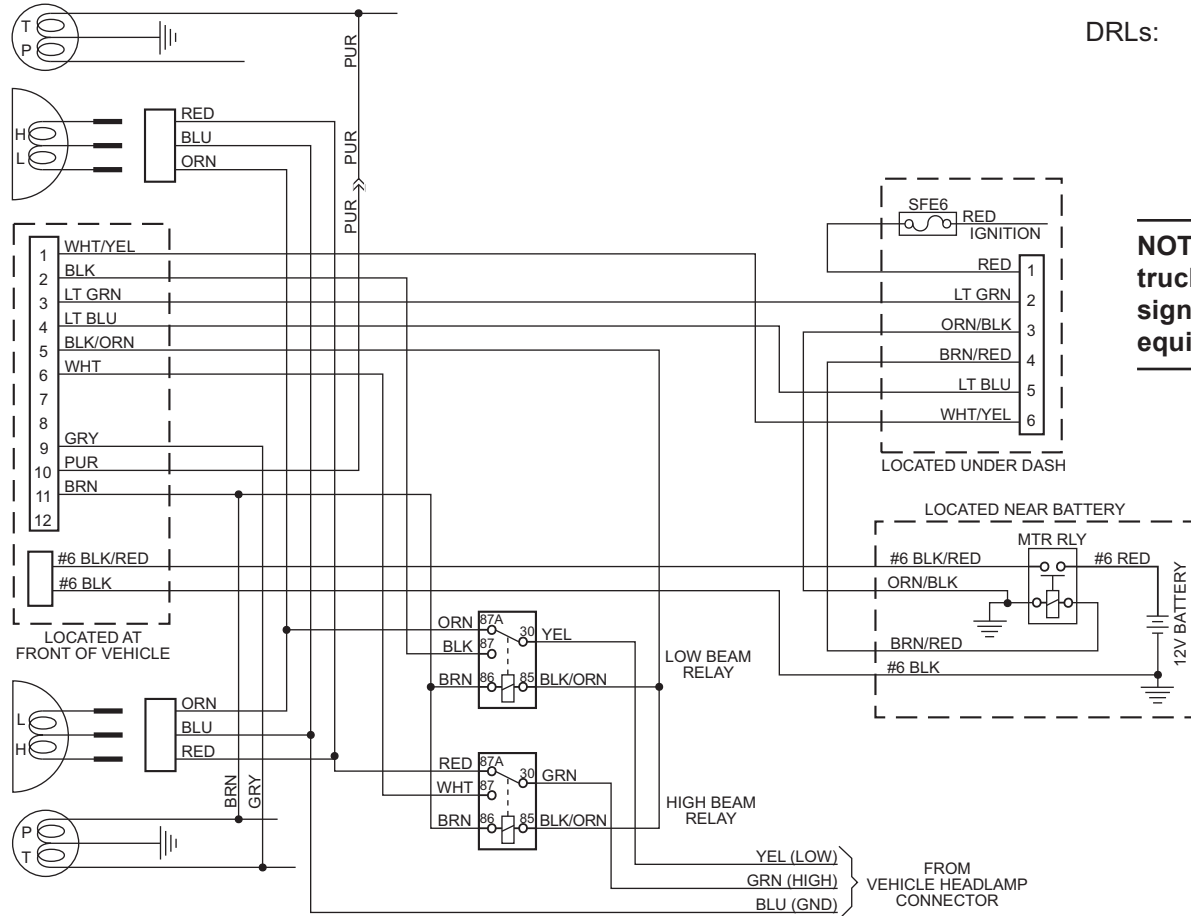 DRLs:
T
P
PUR
PUR
PUR
H
L
RED
BLU
ORN
1 WHT/YEL
2 BLK
3 LT GRN
4 LT BLU
5 BLK/ORN
6 WHT
7
8
9 GRY
10 PUR
11 BRN
12
#6 BLK/RED
#6 BLK
LOCATED AT
FRONT OF VEHICLE
SFE6
RED
IGNITION
RED 1
LT GRN 2
ORN/BLK 3
BRN/RED 4
LT BLU 5
WHT/YEL 6
LOCATED UNDER DASH
NOT
truck
sign
equi
LOCATED NEAR BATTERY
MTR RLY
#6 BLK/RED
#6 RED
ORN/BLK
BRN/RED
#6 BLK
12V BATTERY
ORN 87A
30 YEL
BLK 87
BRN 86
85 BLK/ORN
LOW BEAM
RELAY
L
H
ORN
BLU
RED
BRN
GRY
P
T
RED 87A
30 GRN
WHT 87
BRN 86
85 BLK/ORN
HIGH BEAM
RELAY
YEL (LOW)
GRN (HIGH)
BLU (GND)
FROM
VEHICLE HEADLAMP
CONNECTOR